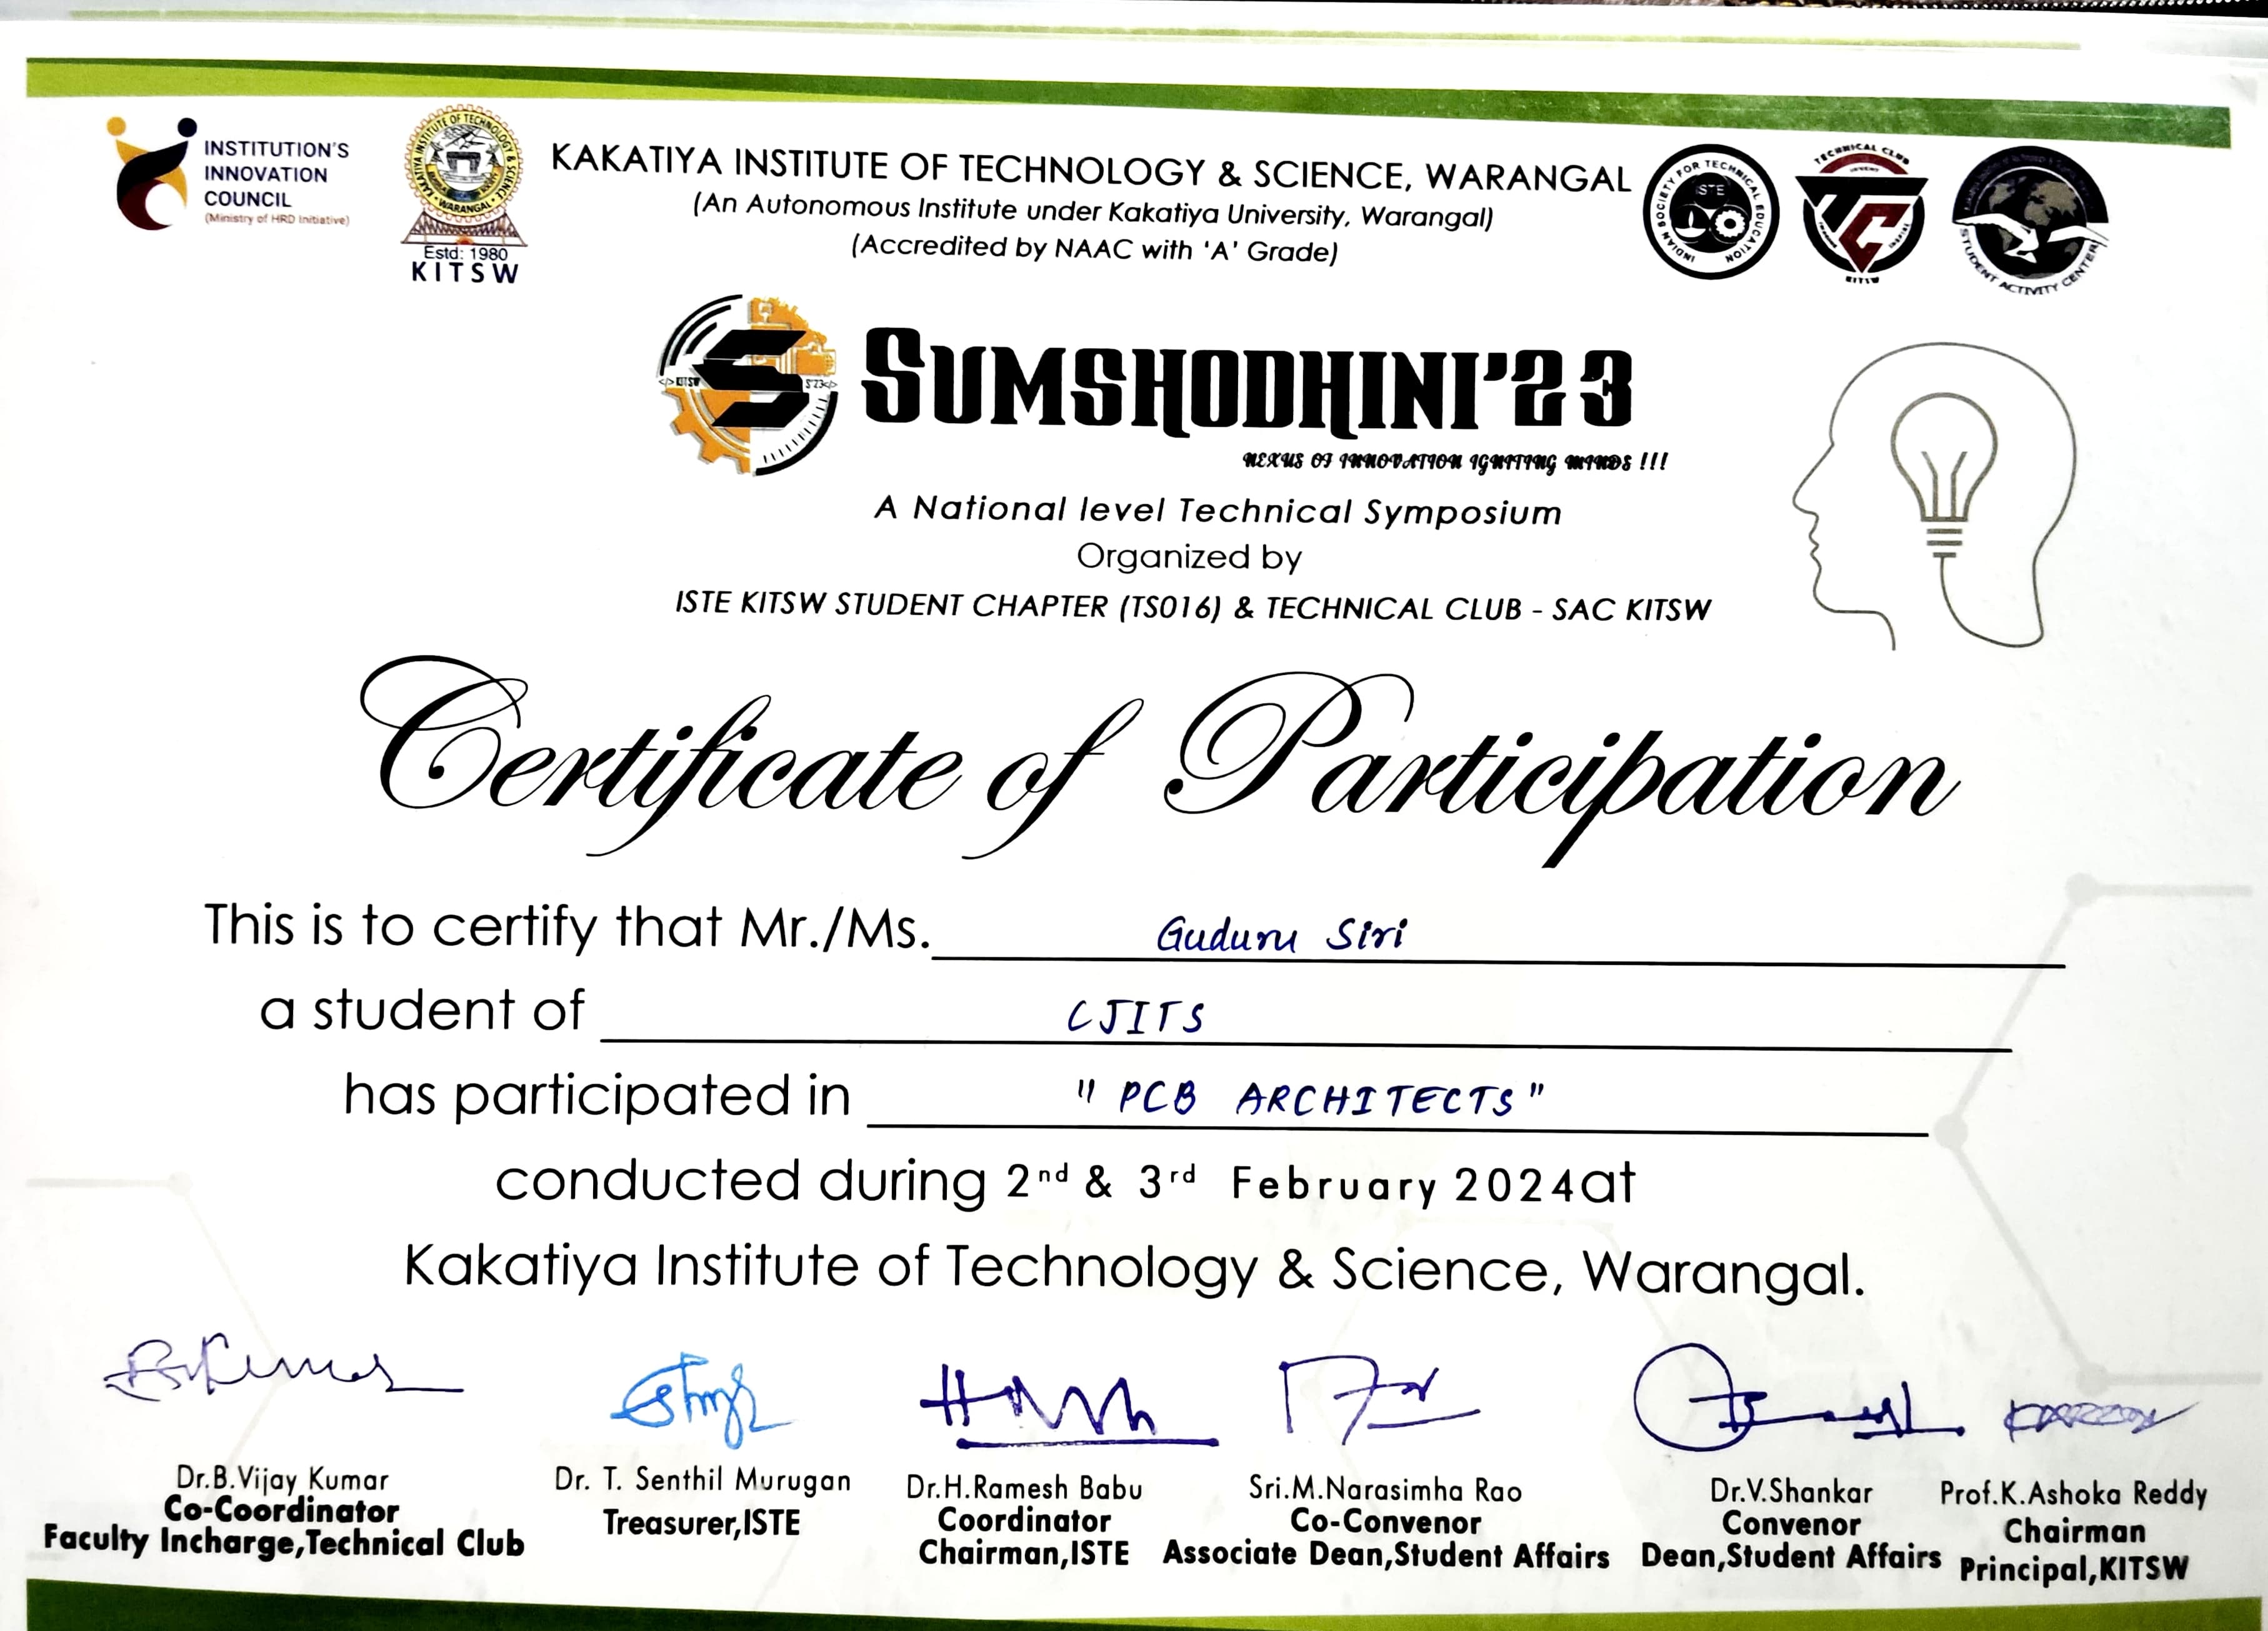 INSTITUTION'S
INNOVATION
COUNCIL
(Ministry of HRD Initiative)
KAKATIYA INSTITUTE OF TECHNOLOGY & SCIENCE
WARANGAL
Estd: 1980
KITSW
KAKATIYA INSTITUTE OF TECHNOLOGY & SCIENCE, WARANGAL
(An Autonomous Institute under Kakatiya University, Warangal)
(Accredited by NAAC with 'A' Grade)
INDIAN SOCIETY FOR TECHNICAL EDUCATION
ISTE
TECHNICAL CLUB
TC
KITSW
STUDENT ACTIVITY CENTER
</> KITSW
S'23</>
SUMSHODHINI'23
NEXUS OF INNOVATION IGNITING MINDS !!!
A National level Technical Symposium
Organized by
ISTE KITSW STUDENT CHAPTER (TS016) & TECHNICAL CLUB - SAC KITSW
Certificate of Participation
This is to certify that Mr./Ms. Guduru Siri
a student of CJITS
has participated in " PCB ARCHITECTS "
conducted during 2nd & 3rd February 2024at
Kakatiya Institute of Technology & Science, Warangal.
Dr.B.Vijay Kumar
Co-Coordinator
Faculty Incharge,Technical Club
Dr. T. Senthil Murugan
Treasurer,ISTE
Dr.H.Ramesh Babu
Coordinator
Chairman,ISTE
Sri.M.Narasimha Rao
Co-Convenor
Associate Dean,Student Affairs
Dr.V.Shankar
Convenor
Dean,Student Affairs
Prof.K.Ashoka Reddy
Chairman
Principal,KITSW